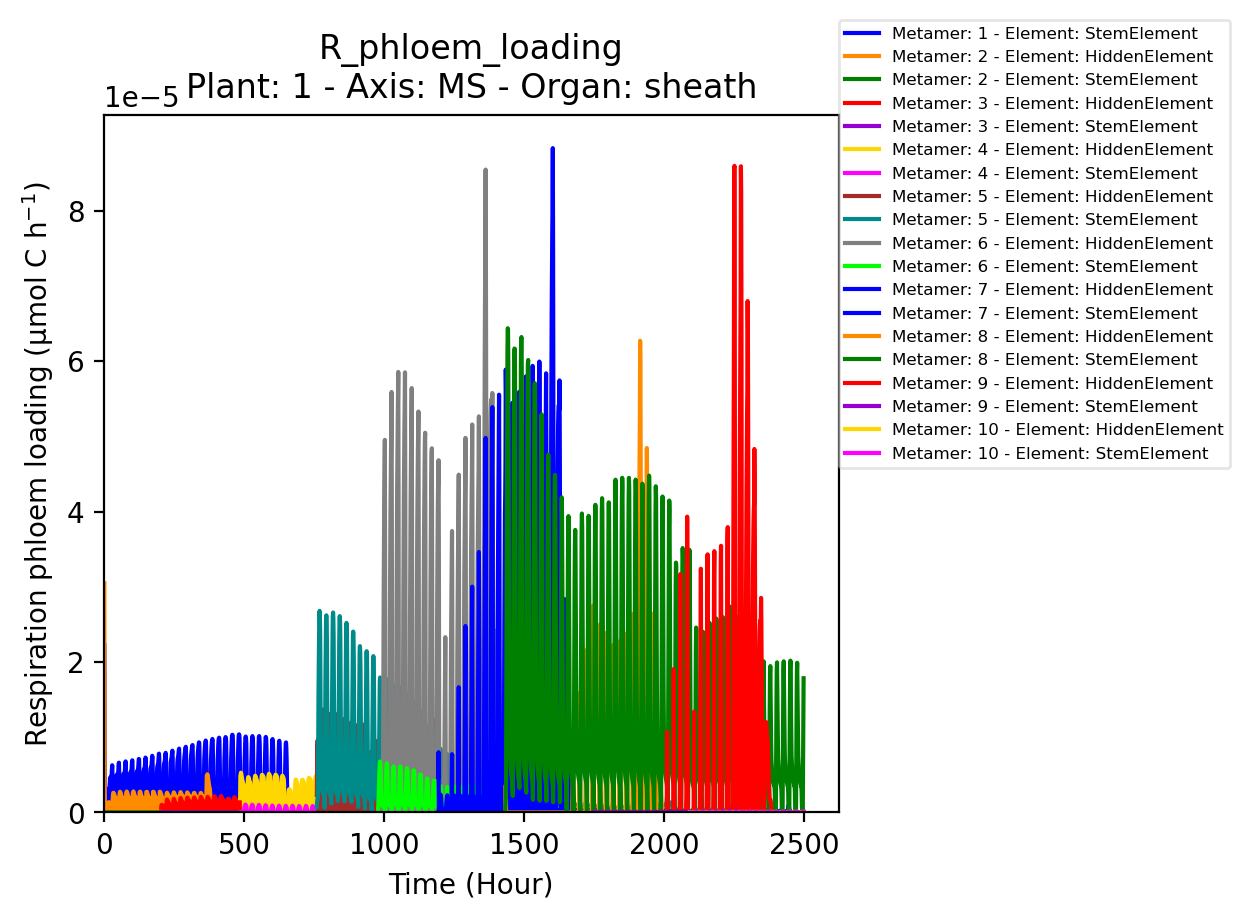 R_phloem_loading
Plant: 1 - Axis: MS - Organ: sheath
1e−5
Respiration phloem loading (µmol C h⁻¹)
8
6
4
2
0
0 500 1000 1500 2000 2500
Time (Hour)
Metamer: 1 - Element: StemElement
Metamer: 2 - Element: HiddenElement
Metamer: 2 - Element: StemElement
Metamer: 3 - Element: HiddenElement
Metamer: 3 - Element: StemElement
Metamer: 4 - Element: HiddenElement
Metamer: 4 - Element: StemElement
Metamer: 5 - Element: HiddenElement
Metamer: 5 - Element: StemElement
Metamer: 6 - Element: HiddenElement
Metamer: 6 - Element: StemElement
Metamer: 7 - Element: HiddenElement
Metamer: 7 - Element: StemElement
Metamer: 8 - Element: HiddenElement
Metamer: 8 - Element: StemElement
Metamer: 9 - Element: HiddenElement
Metamer: 9 - Element: StemElement
Metamer: 10 - Element: HiddenElement
Metamer: 10 - Element: StemElement